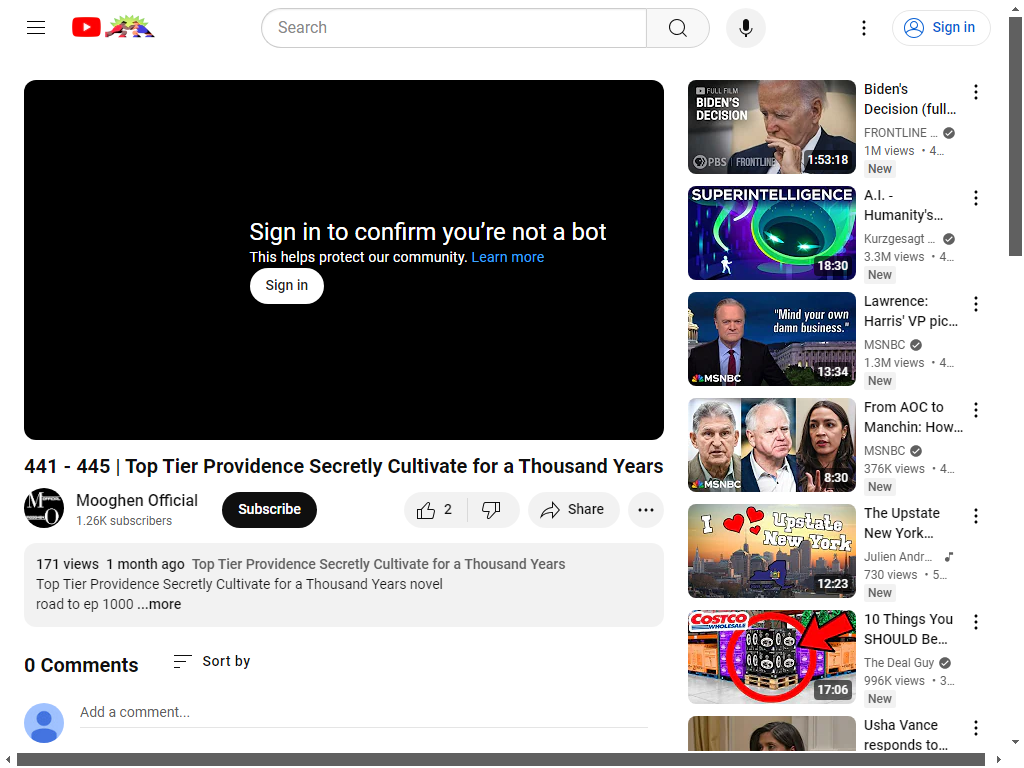 Search
Sign in
Sign in to confirm you’re not a bot
This helps protect our community. Learn more
Sign in
441 - 445 | Top Tier Providence Secretly Cultivate for a Thousand Years
Mooghen Official
1.26K subscribers
Subscribe
2
Share
171 views 1 month ago Top Tier Providence Secretly Cultivate for a Thousand Years
Top Tier Providence Secretly Cultivate for a Thousand Years novel
road to ep 1000 ...more
0 Comments
Sort by
Add a comment...
FULL FILM
BIDEN'S
DECISION
PBS FRONTLINE
1:53:18
Biden's
Decision (full...
FRONTLINE ...
1M views • 4...
New
SUPERINTELLIGENCE
18:30
A.I. -
Humanity's...
Kurzgesagt ...
3.3M views • 4...
New
"Mind your own
damn business."
MSNBC
13:34
Lawrence:
Harris' VP pic...
MSNBC
1.3M views • 4...
New
MSNBC
8:30
From AOC to
Manchin: How...
MSNBC
376K views • 4...
New
I Upstate
New York
12:23
The Upstate
New York...
Julien Andr...
730 views • 5...
New
COSTCO
WHOLESALE
17:06
10 Things You
SHOULD Be...
The Deal Guy
996K views • 3...
New
Usha Vance
responds to...